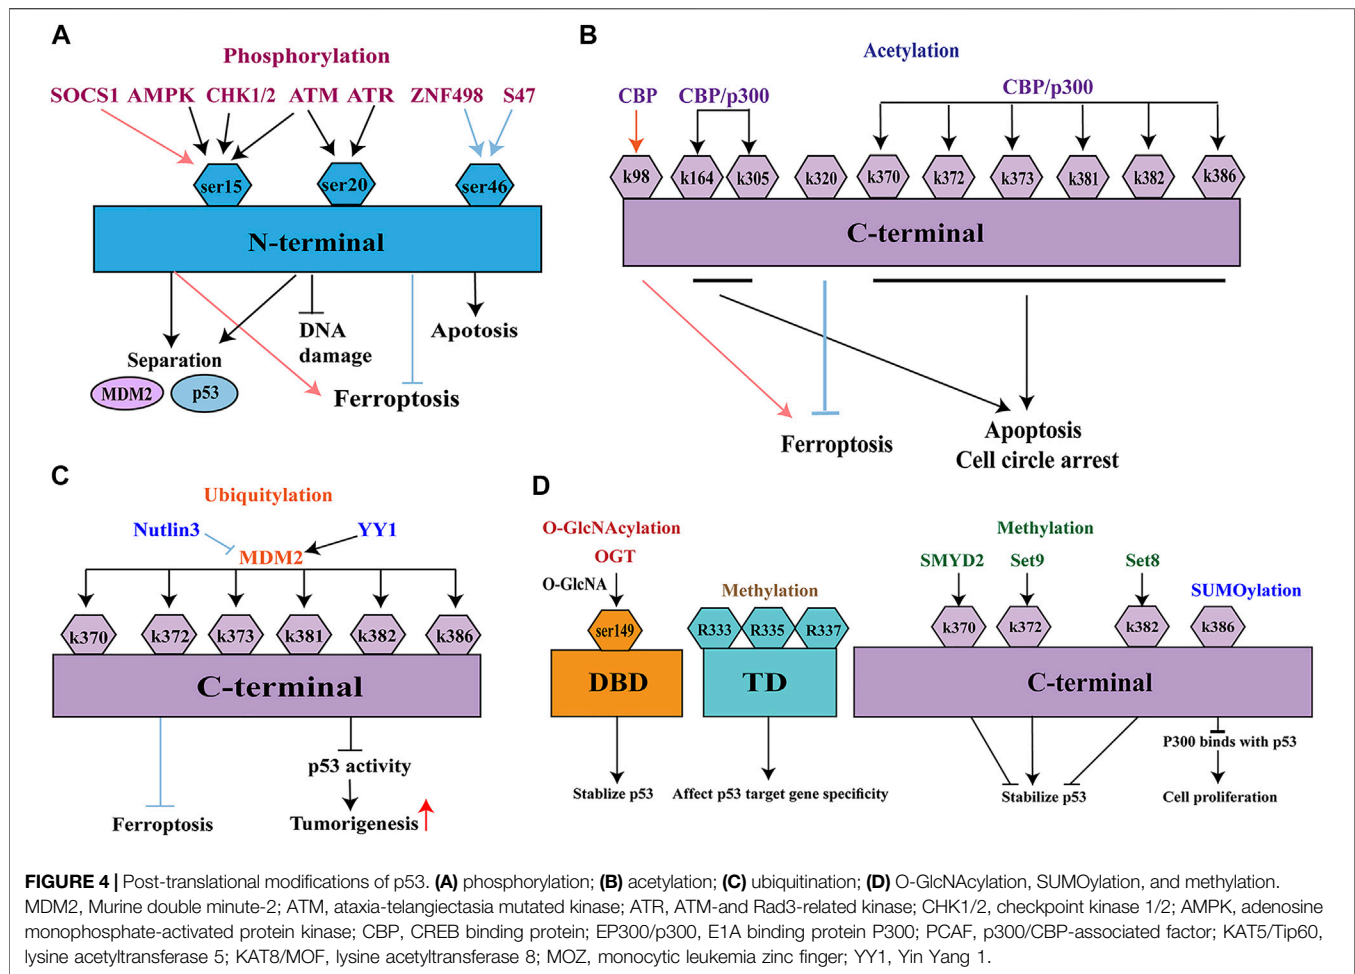 A
Phosphorylation
SOCS1 AMPK CHK1/2 ATM ATR ZNF498 S47
ser15 ser20 ser46
N-terminal
Separation
MDM2 p53
DNA
damage
Apotosis
Ferroptosis
B
Acetylation
CBP CBP/p300 CBP/p300
k98 k164 k305 k320 k370 k372 k373 k381 k382 k386
C-terminal
Ferroptosis
Apoptosis
Cell circle arrest
C
Ubiquitylation
Nutlin3 YY1
MDM2
k370 k372 k373 k381 k382 k386
C-terminal
p53 activity
Ferroptosis Tumorigenesis
D
O-GlcNAcylation
OGT
O-GlcNA
ser149
DBD
Stablize p53
Methylation
R333 R335 R337
TD
Affect p53 target gene specificity
Methylation
SMYD2 Set9 Set8
SUMOylation
k370 k372 k382 k386
C-terminal
P300 binds with p53
Stabilize p53 Cell proliferation
FIGURE 4 | Post-translational modifications of p53. (A) phosphorylation; (B) acetylation; (C) ubiquitination; (D) O-GlcNAcylation, SUMOylation, and methylation.
MDM2, Murine double minute-2; ATM, ataxia-telangiectasia mutated kinase; ATR, ATM-and Rad3-related kinase; CHK1/2, checkpoint kinase 1/2; AMPK, adenosine
monophosphate-activated protein kinase; CBP, CREB binding protein; EP300/p300, E1A binding protein P300; PCAF, p300/CBP-associated factor; KAT5/Tip60,
lysine acetyltransferase 5; KAT8/MOF, lysine acetyltransferase 8; MOZ, monocytic leukemia zinc finger; YY1, Yin Yang 1.